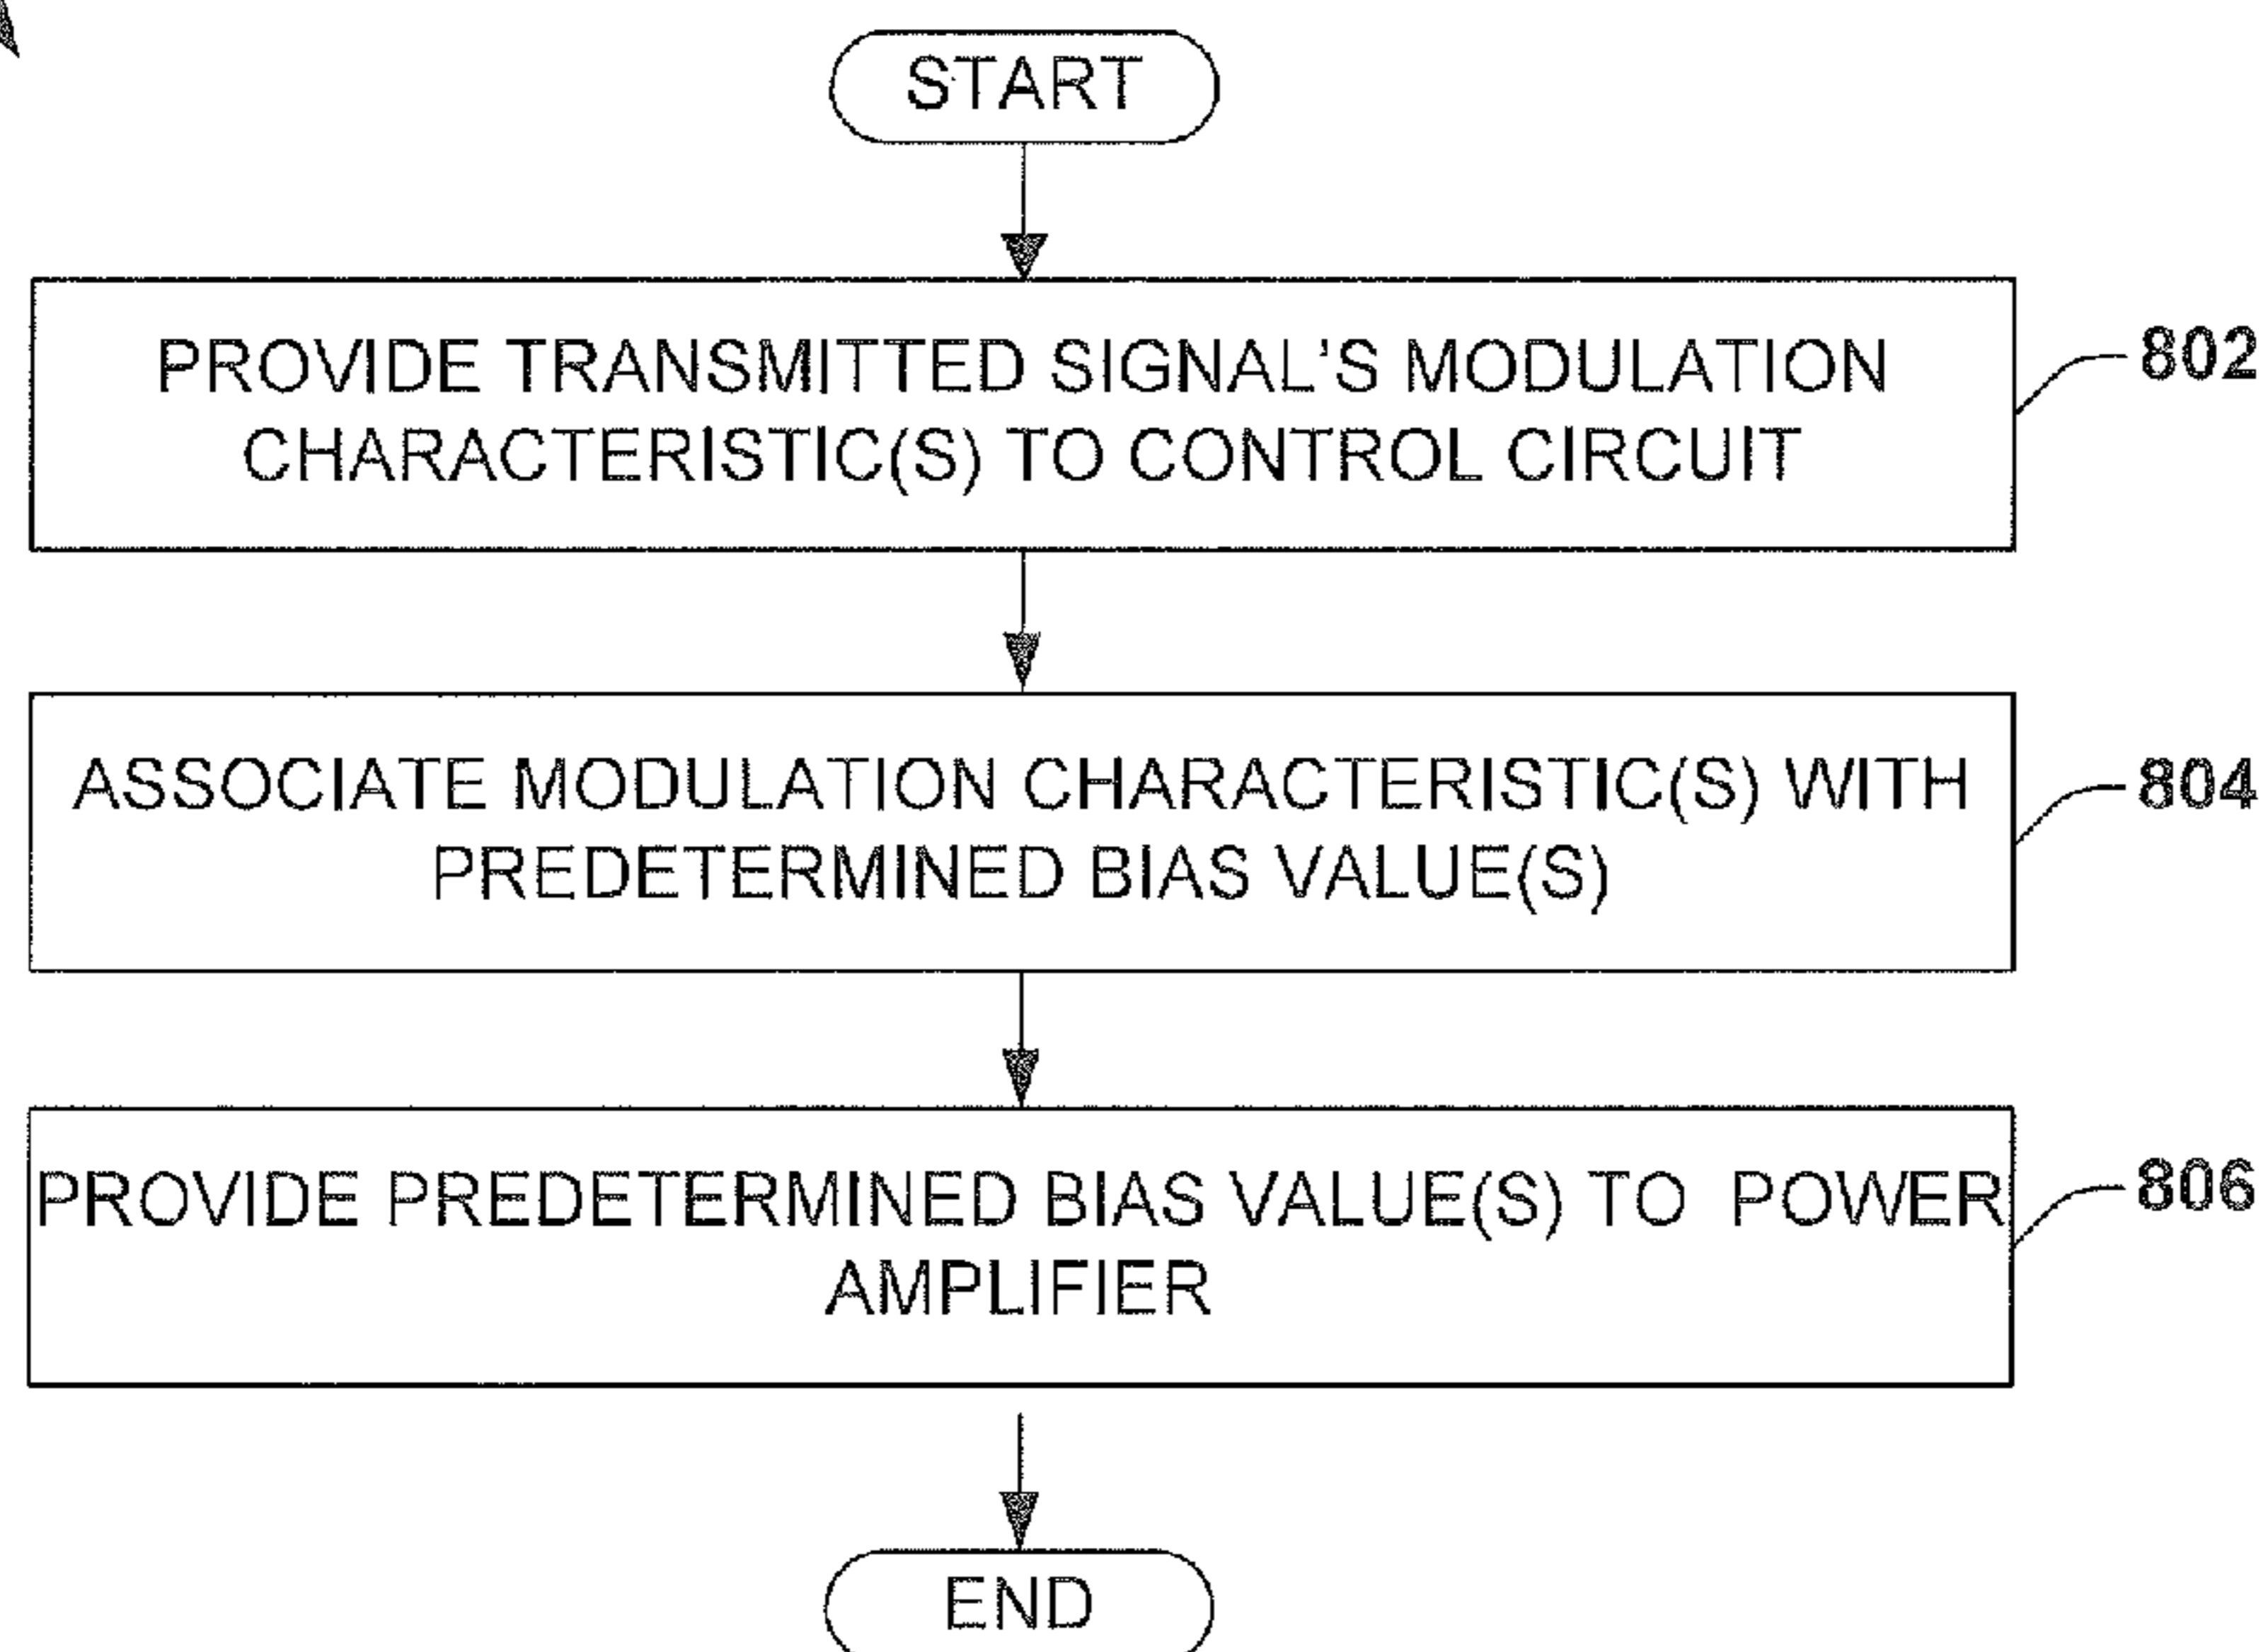 START
PROVIDE TRANSMITTED SIGNAL’S MODULATION
CHARACTERISTIC(S) TO CONTROL CIRCUIT
802
ASSOCIATE MODULATION CHARACTERISTIC(S) WITH
PREDETERMINED BIAS VALUE(S)
804
PROVIDE PREDETERMINED BIAS VALUE(S) TO POWER
AMPLIFIER
806
END